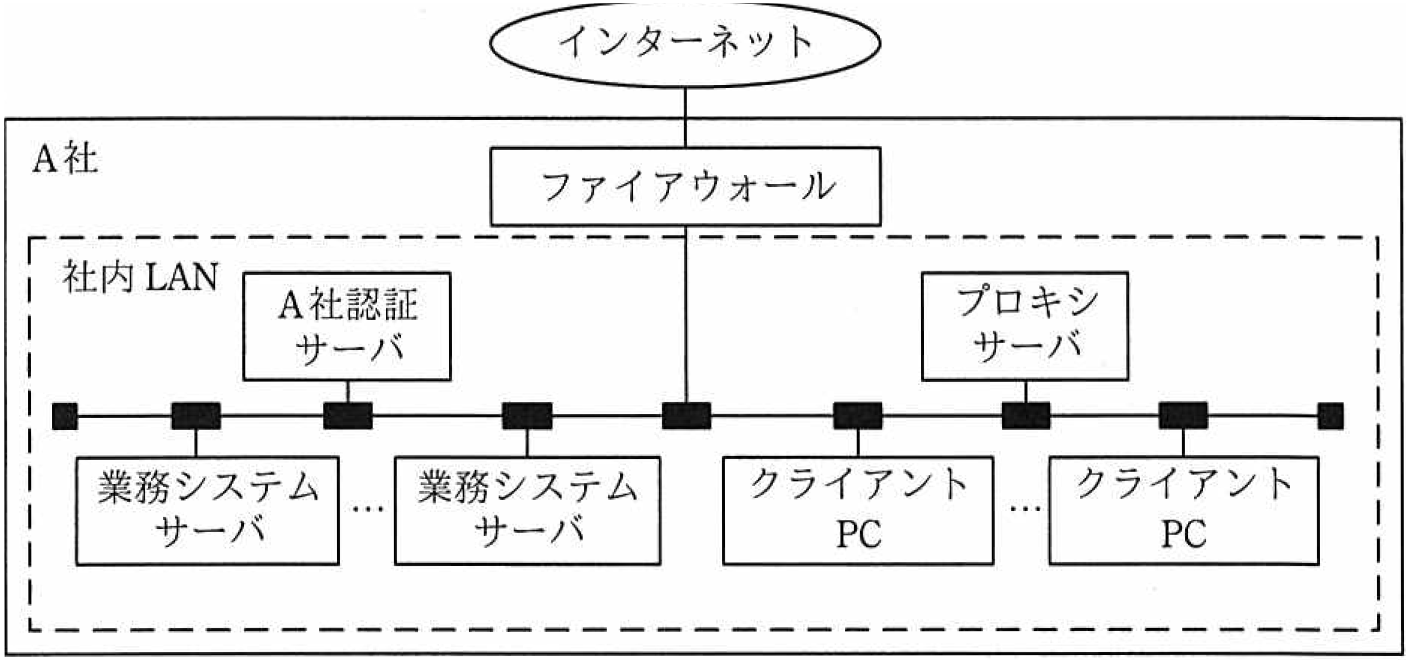 インターネット
A社
ファイアウォール
社内 LAN
A社認証
サーバ
プロキシ
サーバ
業務システム
サーバ
…
業務システム
サーバ
クライアント
PC
…
クライアント
PC